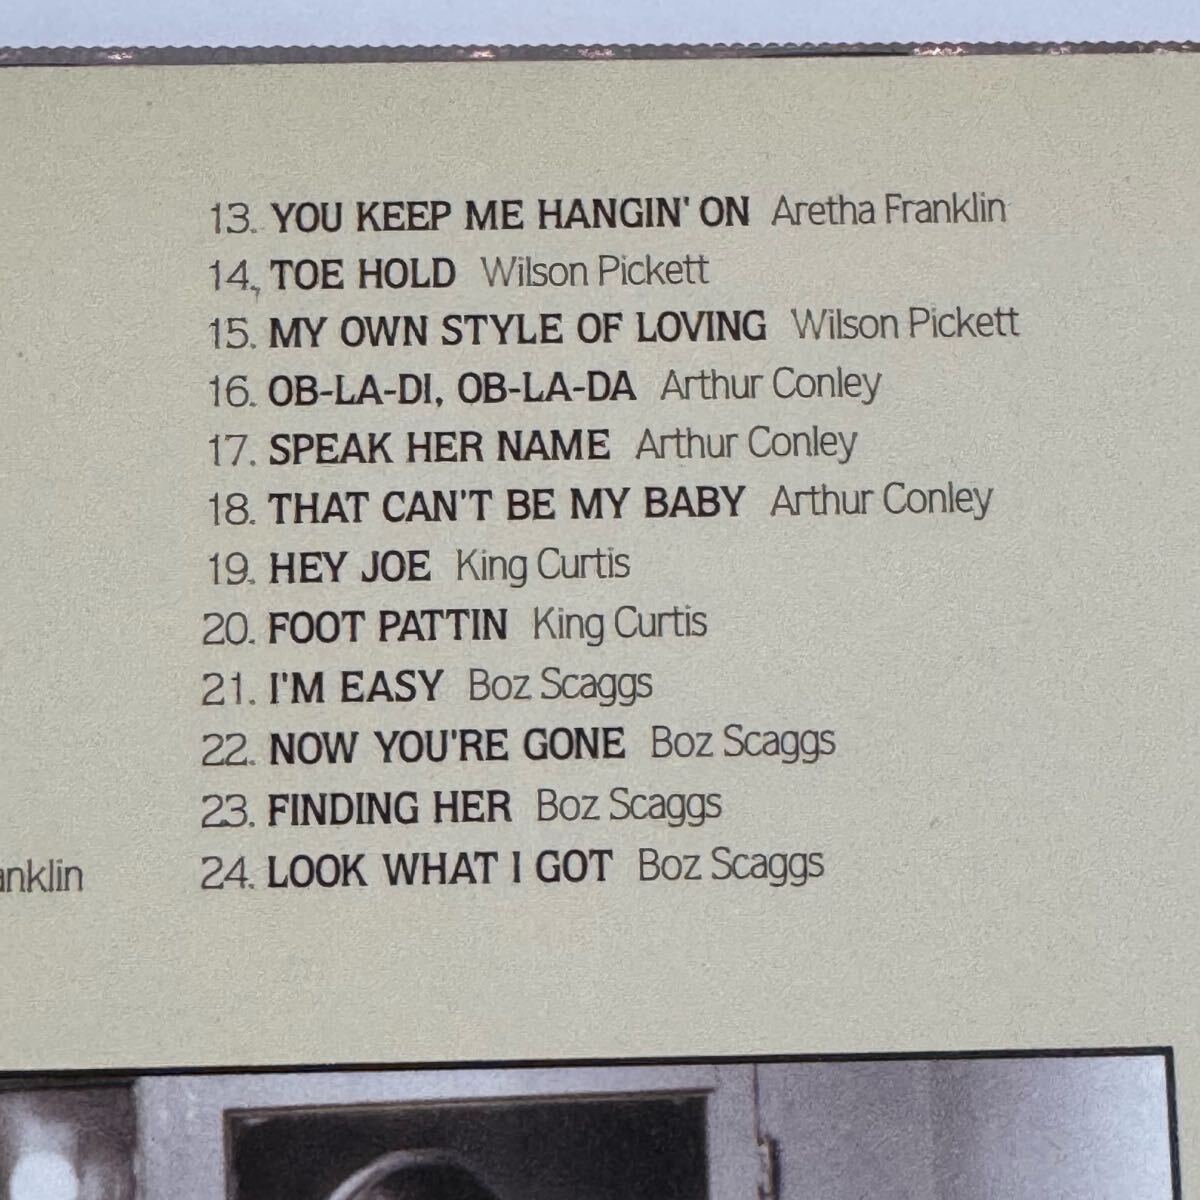 13. YOU KEEP ME HANGIN' ON Aretha Franklin
14. TOE HOLD Wilson Pickett
15. MY OWN STYLE OF LOVING Wilson Pickett
16. OB-LA-DI, OB-LA-DA Arthur Conley
17. SPEAK HER NAME Arthur Conley
18. THAT CAN'T BE MY BABY Arthur Conley
19. HEY JOE King Curtis
20. FOOT PATTIN King Curtis
21. I'M EASY Boz Scaggs
22. NOW YOU'RE GONE Boz Scaggs
23. FINDING HER Boz Scaggs
anklin
24. LOOK WHAT I GOT Boz Scaggs